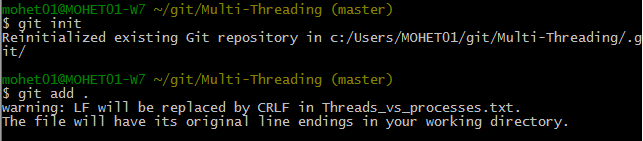 mohet01@MOHET01-W7 ~/git/Multi-Threading (master)
$ git init
Reinitialized existing Git repository in c:/Users/MOHET01/git/Multi-Threading/.g
it/
mohet01@MOHET01-W7 ~/git/Multi-Threading (master)
$ git add .
warning: LF will be replaced by CRLF in Threads_vs_processes.txt.
The file will have its original line endings in your working directory.